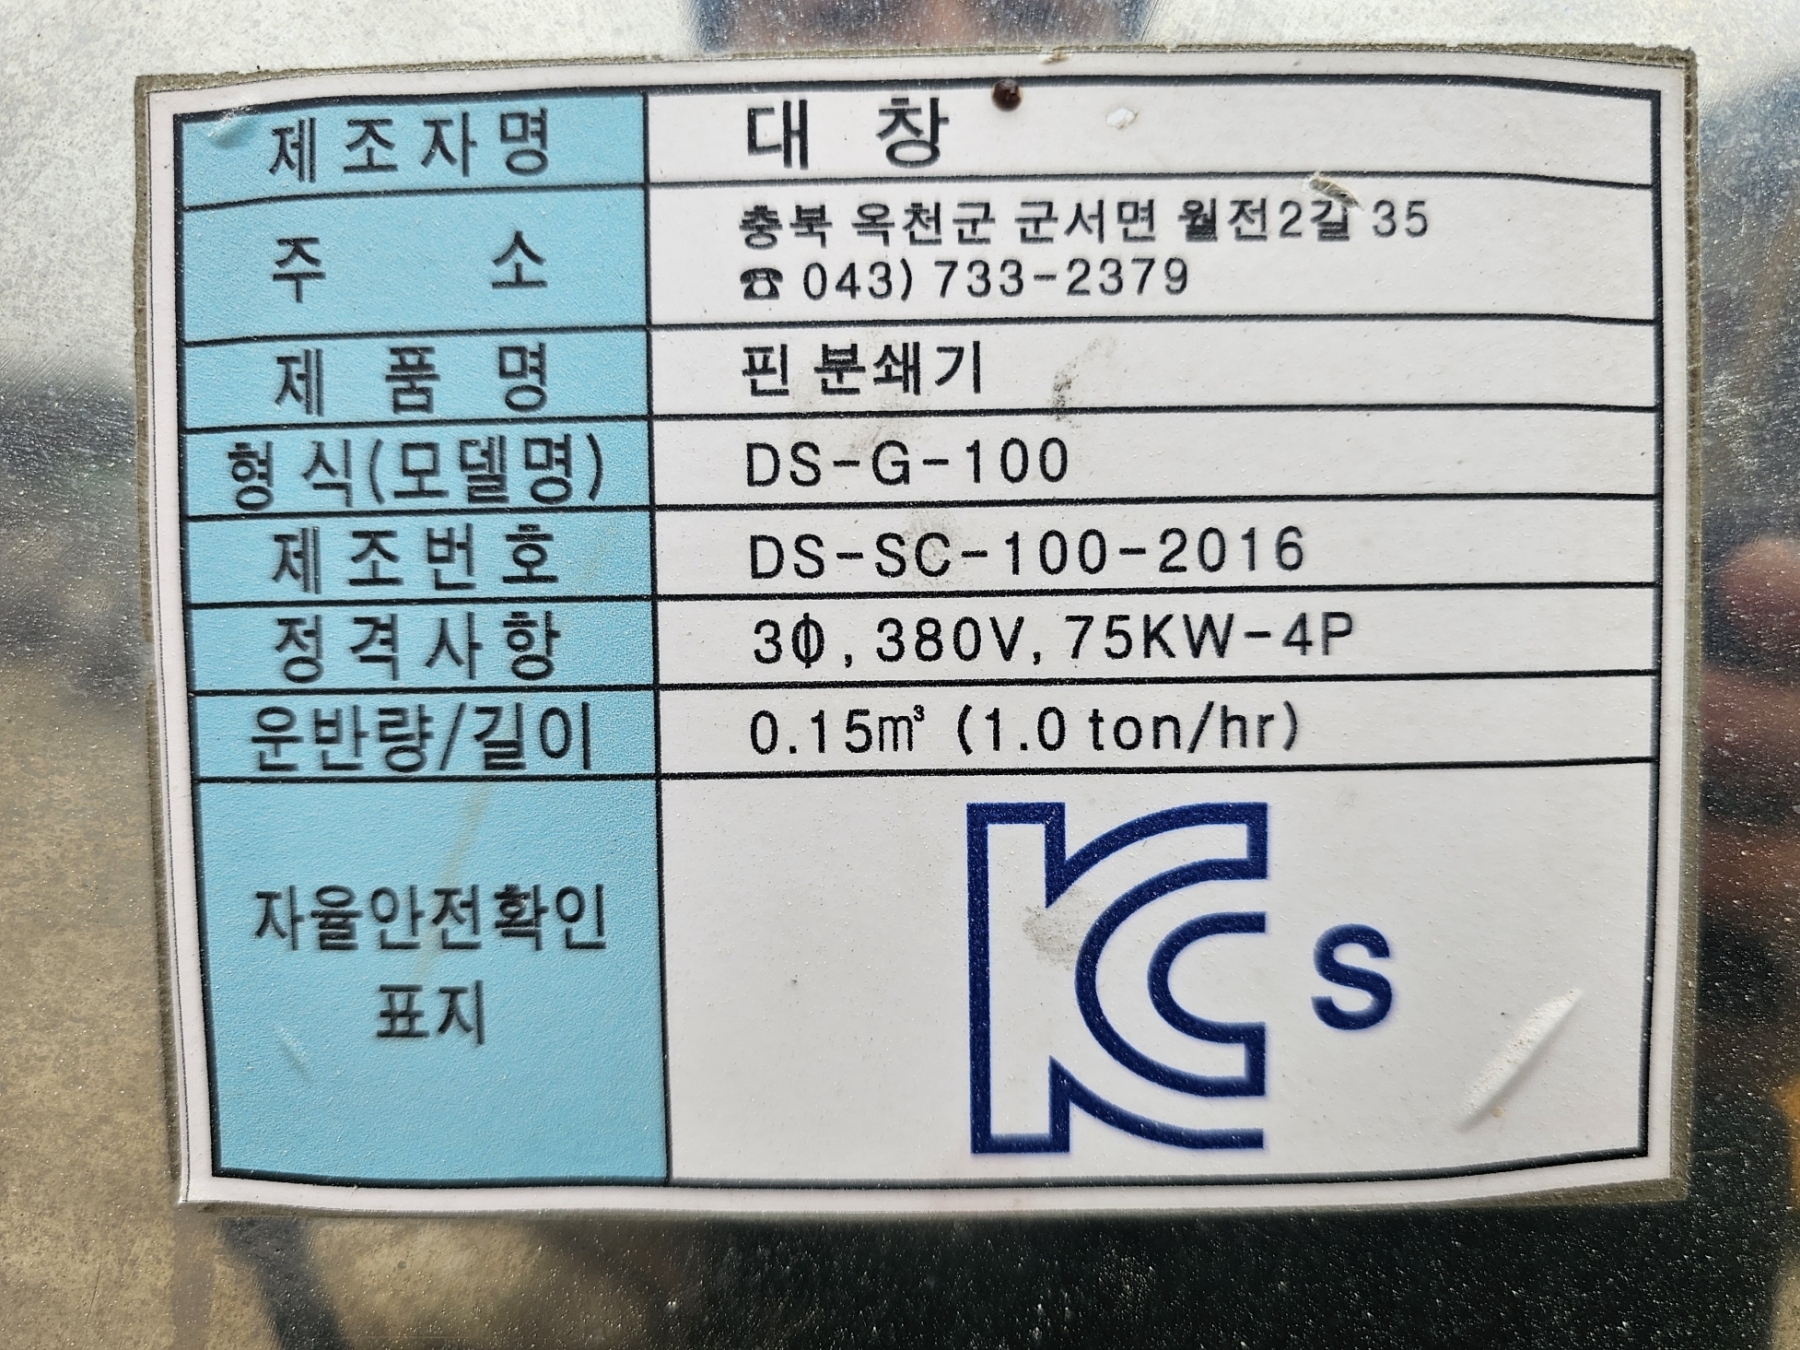 제조자명 대 창
주 소 충북 옥천군 군서면 월전2길 35
☎ 043) 733-2379
제 품 명 핀 분쇄기
형 식(모델명) DS-G-100
제조번호 DS-SC-100-2016
정격사항 3Φ, 380V, 75KW-4P
운반량/길이 0.15㎥ (1.0 ton/hr)
자율안전확인
표지
KC s